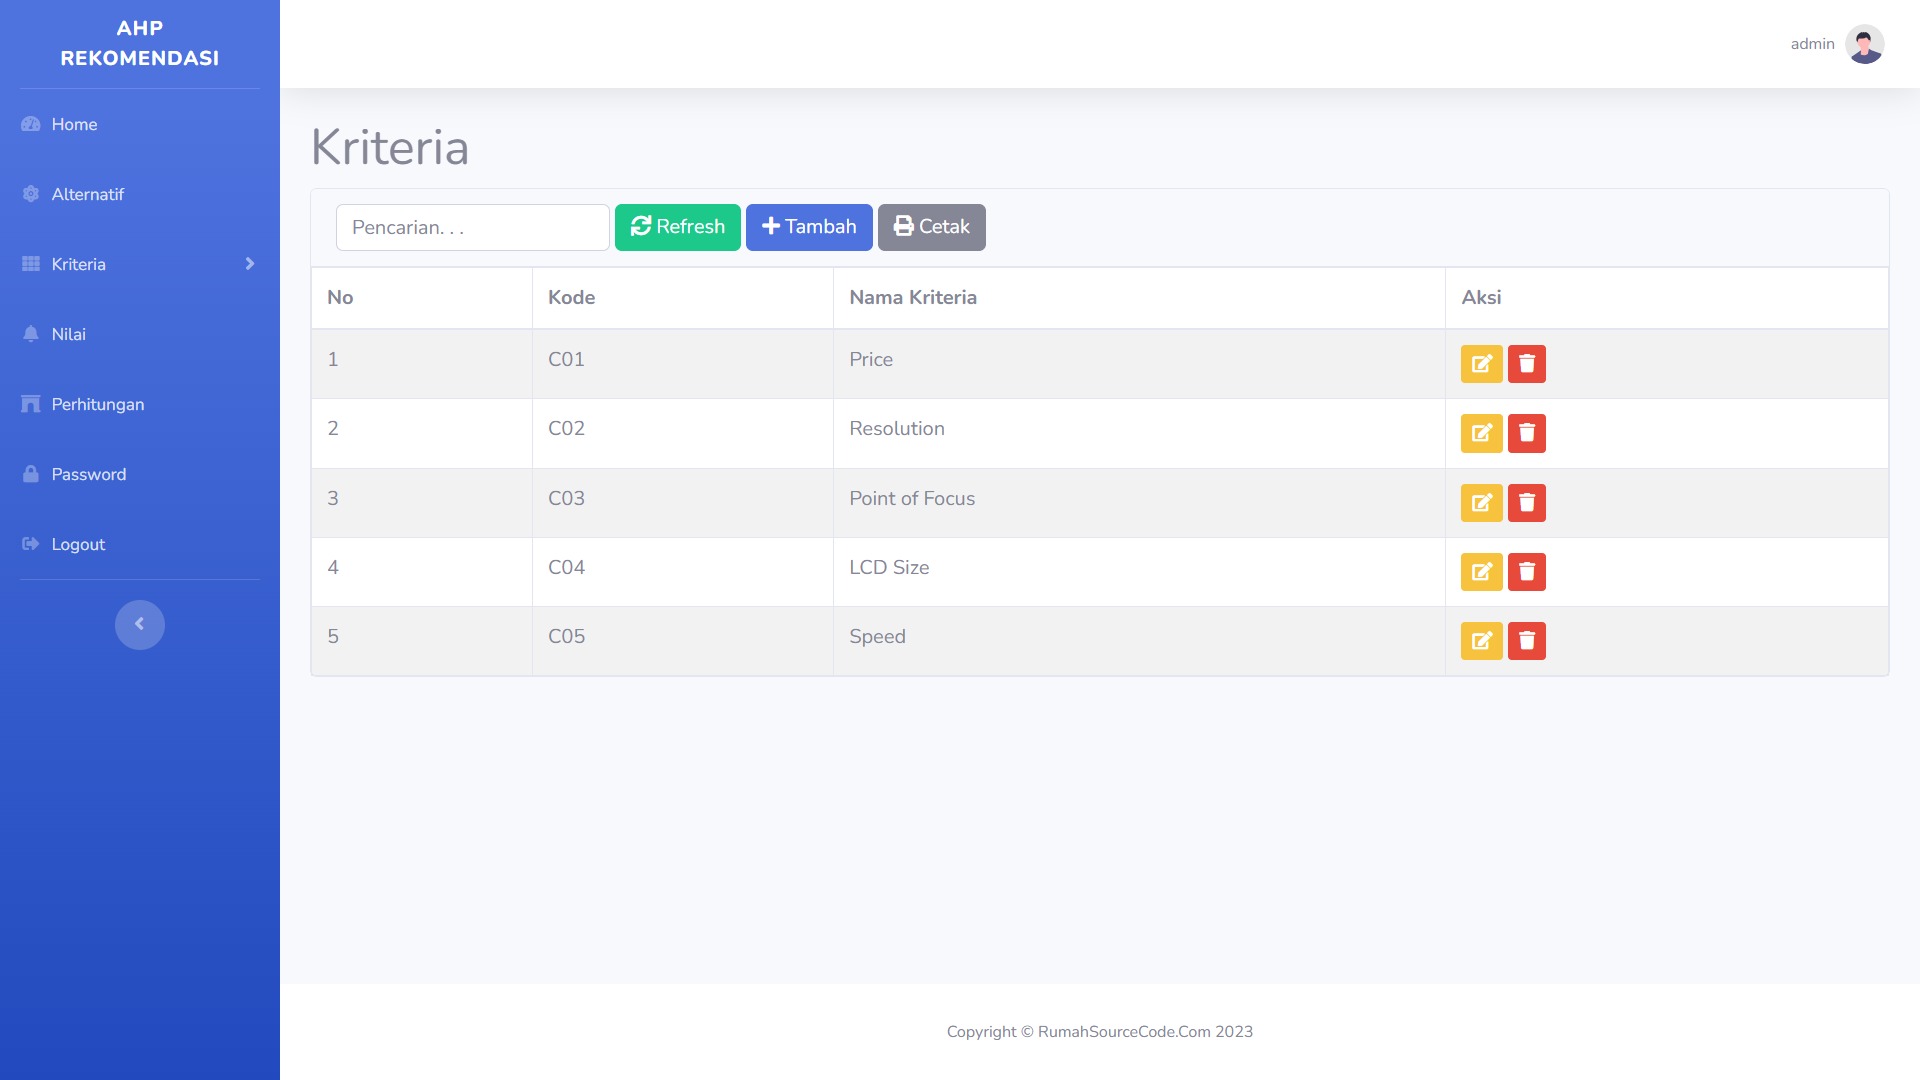 AHP
REKOMENDASI
admin
Home
Alternatif
Kriteria
Nilai
Perhitungan
Password
Logout
Kriteria
Pencarian. . .
Refresh
Tambah
Cetak
No Kode Nama Kriteria Aksi
1 C01 Price
2 C02 Resolution
3 C03 Point of Focus
4 C04 LCD Size
5 C05 Speed
Copyright © RumahSourceCode.Com 2023